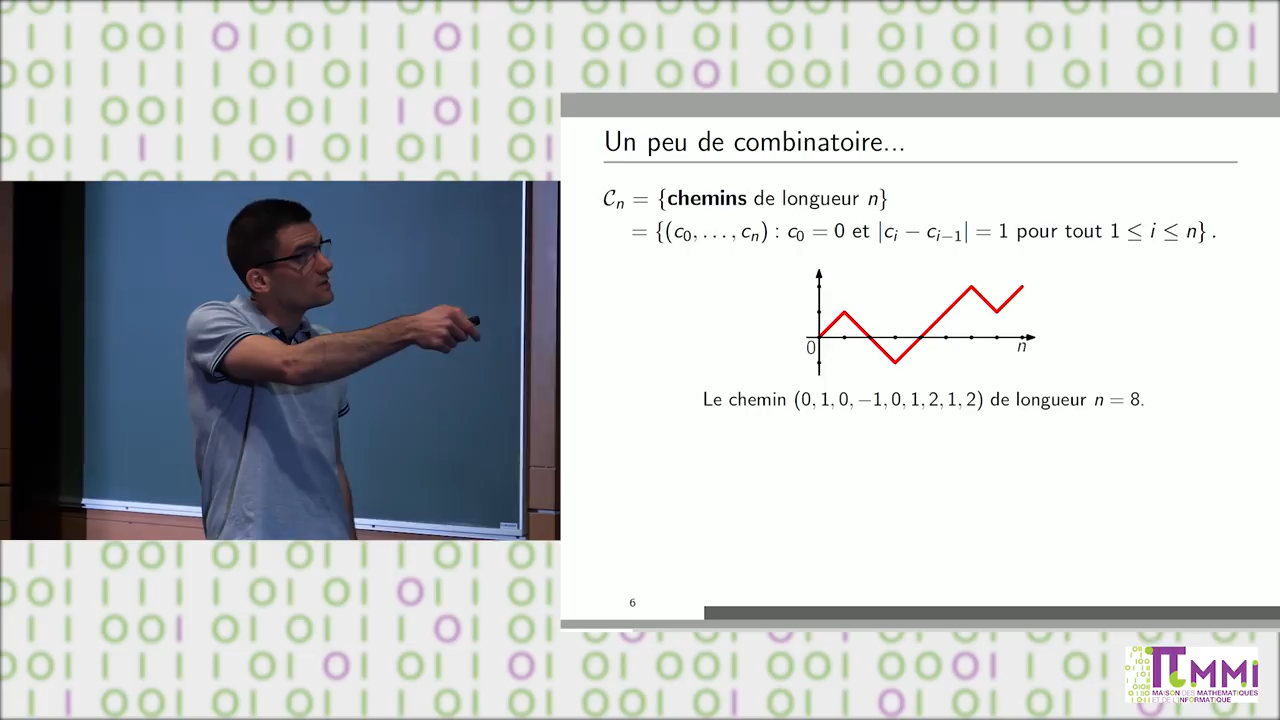 Un peu de combinatoire...
𝒞ₙ = {chemins de longueur n}
= {(c₀, . . . , cₙ) : c₀ = 0 et |cᵢ − cᵢ₋₁| = 1 pour tout 1 ≤ i ≤ n} .
0
n
Le chemin (0, 1, 0, −1, 0, 1, 2, 1, 2) de longueur n = 8.
6
MMI
MAISON DES MATHÉMATIQUES
ET DE L'INFORMATIQUE